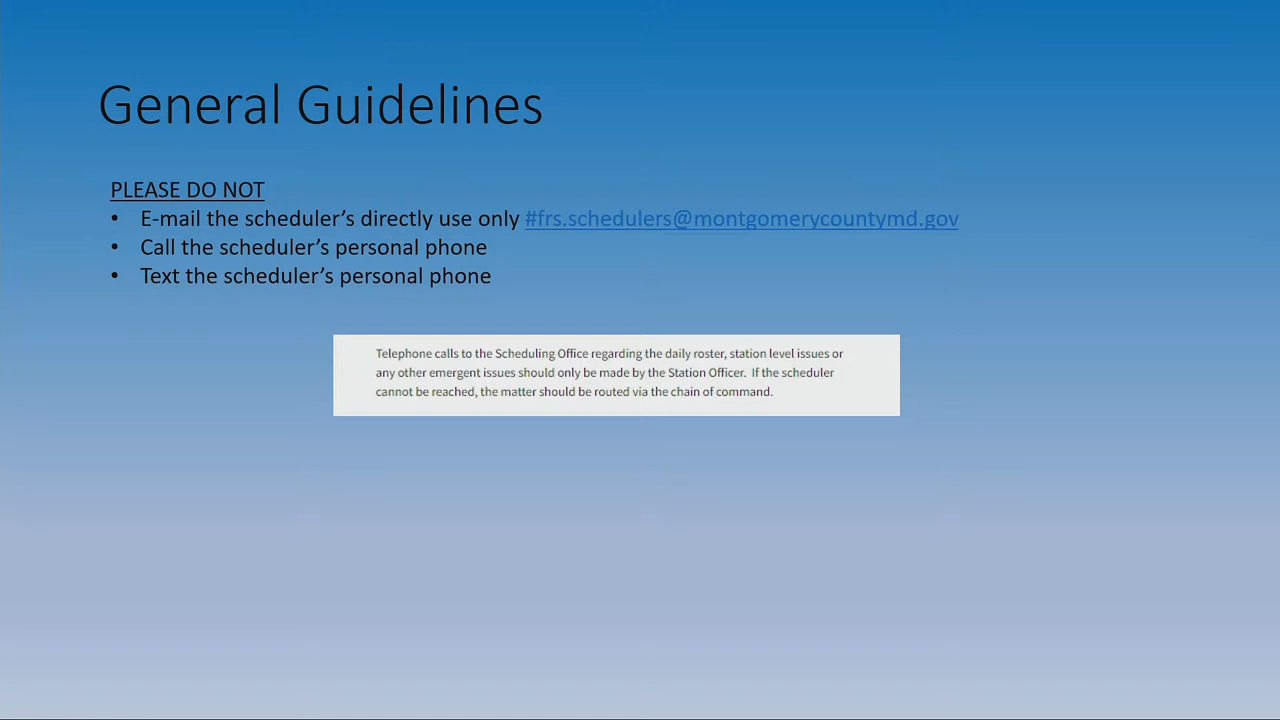 General Guidelines
PLEASE DO NOT
• E-mail the scheduler’s directly use only #frs.schedulers@montgomerycountymd.gov
• Call the scheduler’s personal phone
• Text the scheduler’s personal phone
Telephone calls to the Scheduling Office regarding the daily roster, station level issues or
any other emergent issues should only be made by the Station Officer.  If the scheduler
cannot be reached, the matter should be routed via the chain of command.